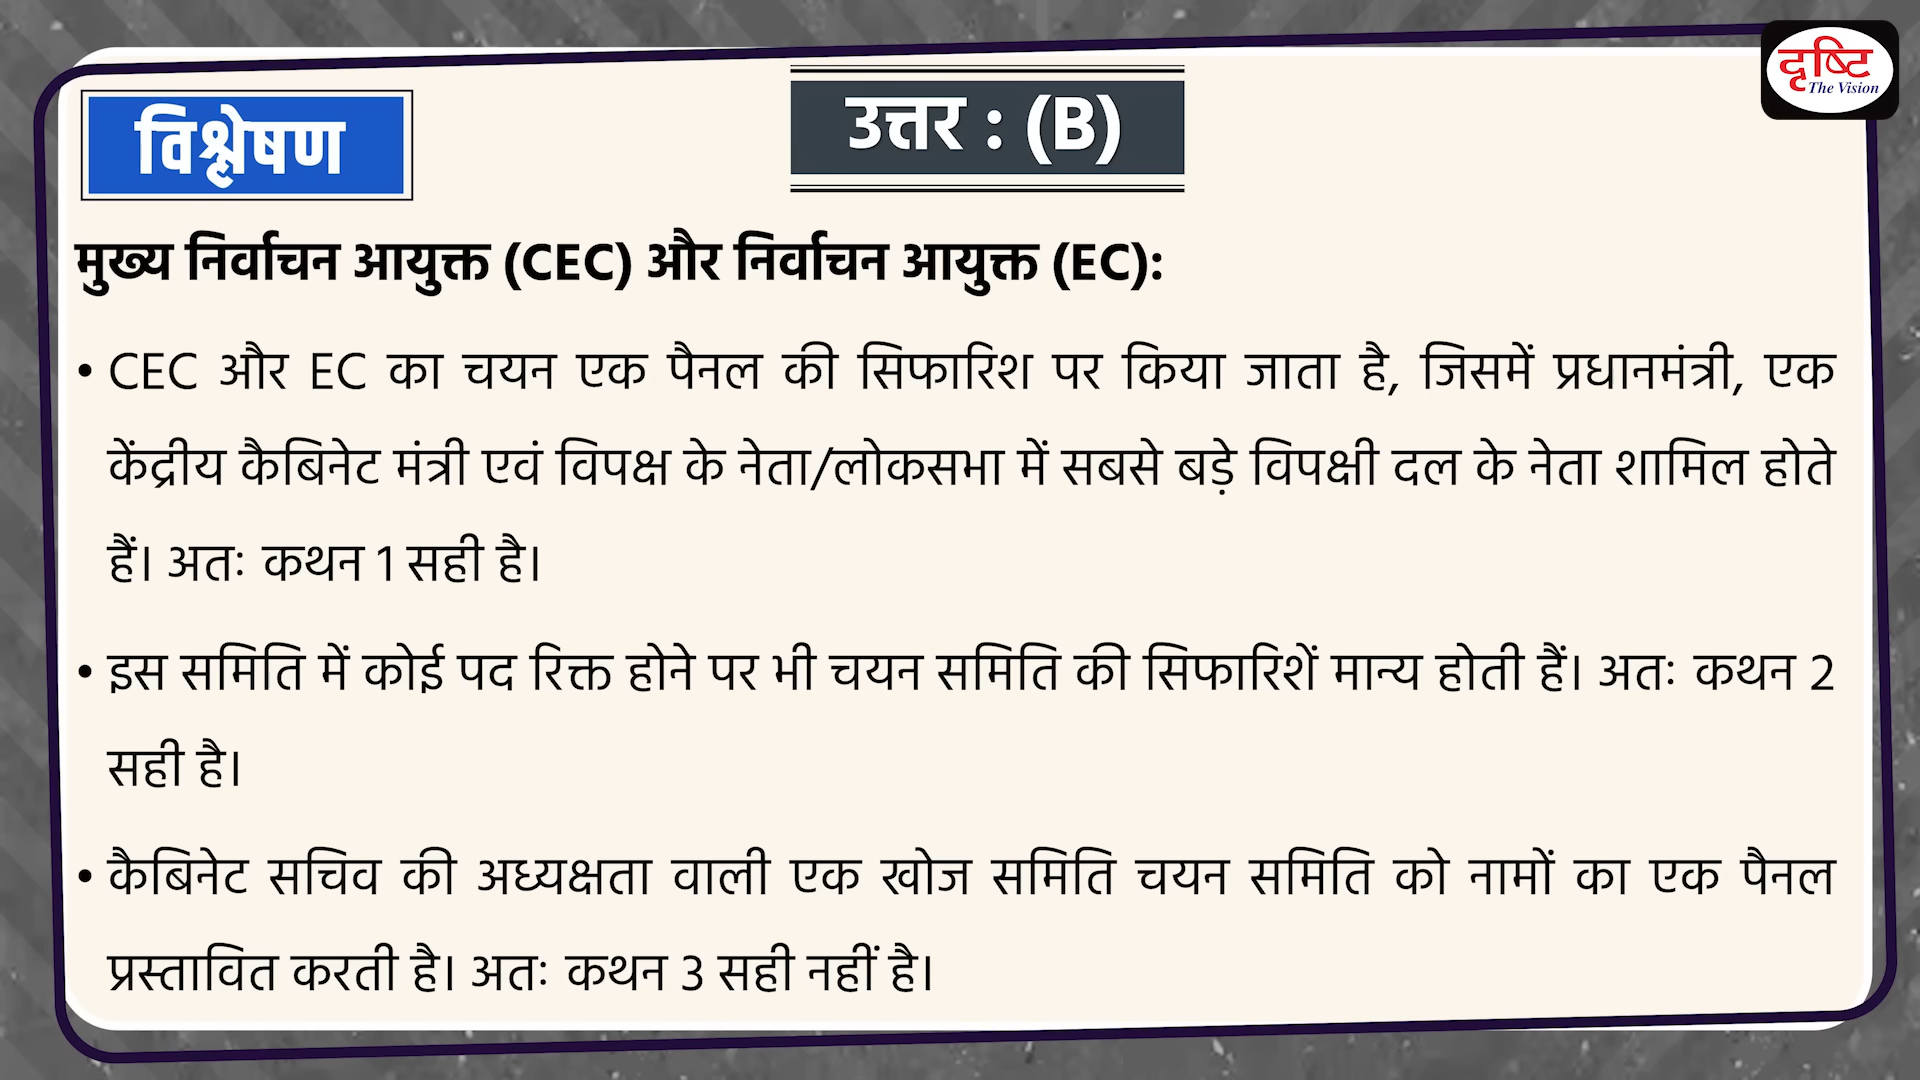 दृष्टि
The Vision
विश्लेषण
उत्तर : (B)
मुख्य निर्वाचन आयुक्त (CEC) और निर्वाचन आयुक्त (EC):
• CEC और EC का चयन एक पैनल की सिफारिश पर किया जाता है, जिसमें प्रधानमंत्री, एक
केंद्रीय कैबिनेट मंत्री एवं विपक्ष के नेता/लोकसभा में सबसे बड़े विपक्षी दल के नेता शामिल होते
हैं। अतः कथन 1 सही है।
• इस समिति में कोई पद रिक्त होने पर भी चयन समिति की सिफारिशें मान्य होती हैं। अतः कथन 2
सही है।
• कैबिनेट सचिव की अध्यक्षता वाली एक खोज समिति चयन समिति को नामों का एक पैनल
प्रस्तावित करती है। अतः कथन 3 सही नहीं है।